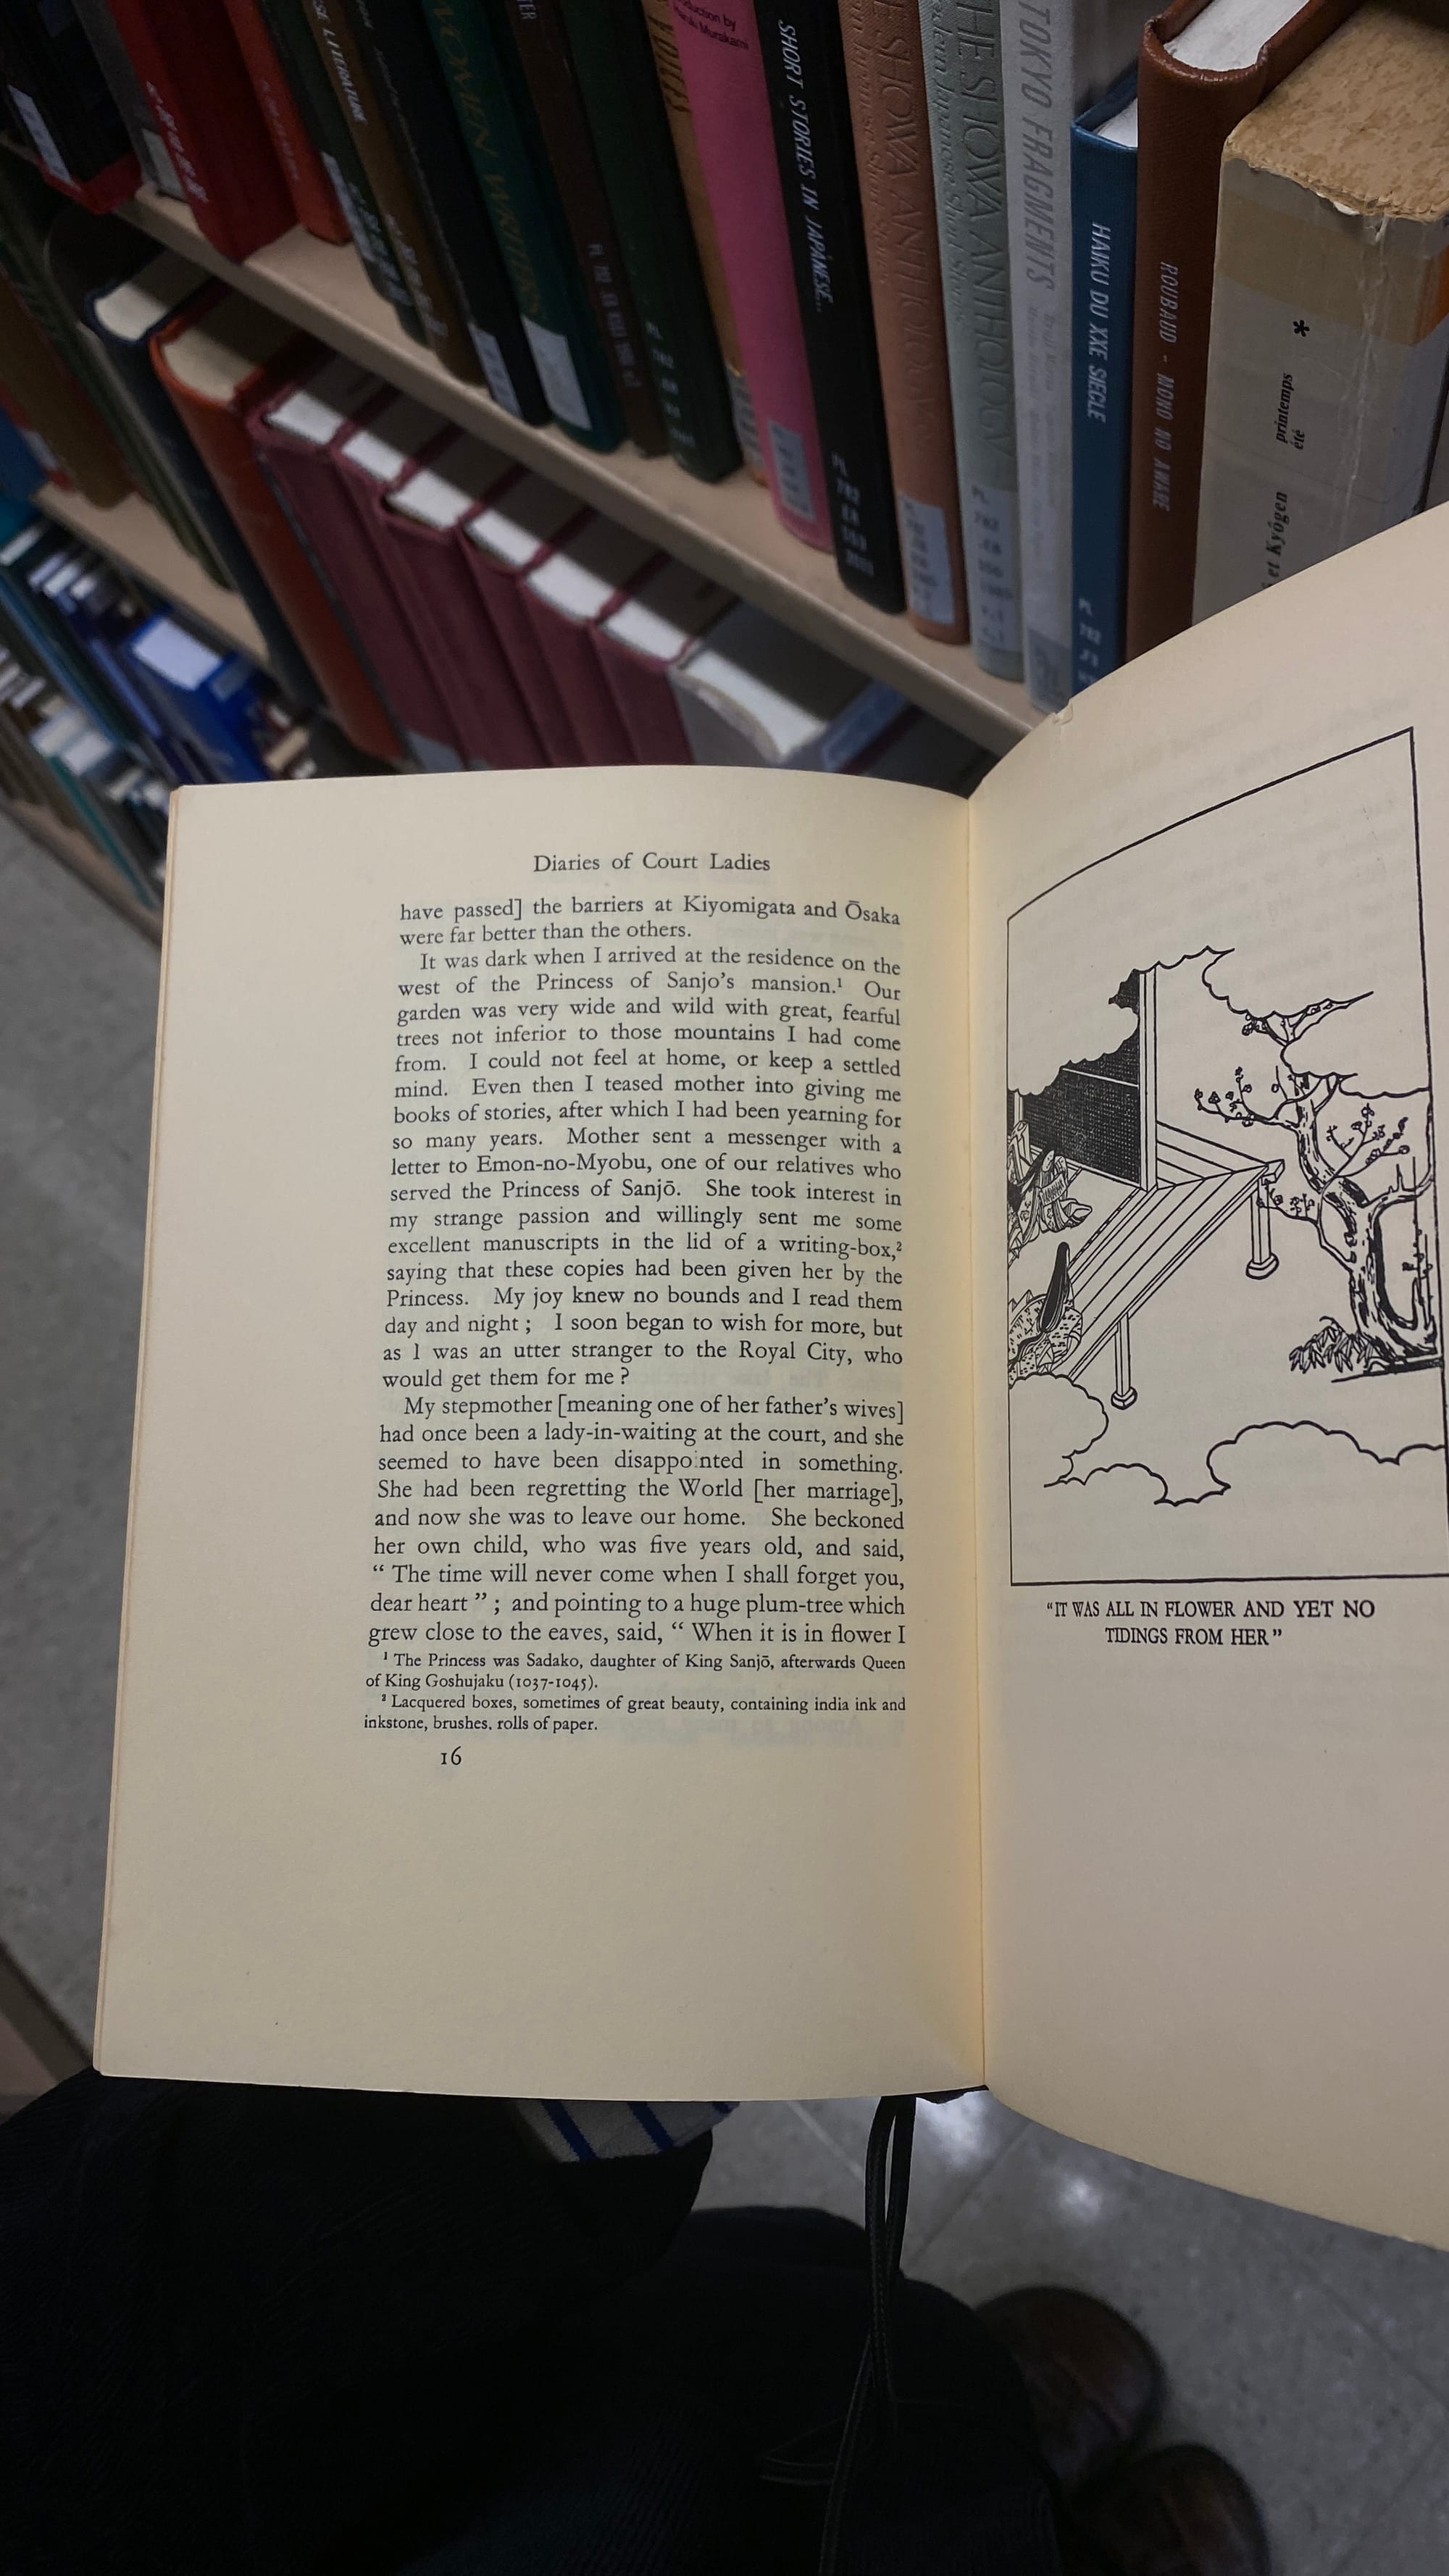 LITERATURE
WOMEN WRITERS
Murakami
SHORT STORIES IN JAPANESE...
PL
782
THE SHOWA ANTHOLOGY
THE SHOWA ANTHOLOGY
PL
782
.E8
TOKYO FRAGMENTS
HAIKU DU XXE SIECLE
PL
782
ROUBAUD - MONO NO AWARE
*
printemps
été
et Kyôgen
Diaries of Court Ladies
have passed] the barriers at Kiyomigata and Ōsaka
were far better than the others.
It was dark when I arrived at the residence on the
west of the Princess of Sanjo's mansion.¹ Our
garden was very wide and wild with great, fearful
trees not inferior to those mountains I had come
from. I could not feel at home, or keep a settled
mind. Even then I teased mother into giving me
books of stories, after which I had been yearning for
so many years. Mother sent a messenger with a
letter to Emon-no-Myobu, one of our relatives who
served the Princess of Sanjō. She took interest in
my strange passion and willingly sent me some
excellent manuscripts in the lid of a writing-box,²
saying that these copies had been given her by the
Princess. My joy knew no bounds and I read them
day and night ; I soon began to wish for more, but
as I was an utter stranger to the Royal City, who
would get them for me ?
My stepmother [meaning one of her father's wives]
had once been a lady-in-waiting at the court, and she
seemed to have been disappointed in something.
She had been regretting the World [her marriage],
and now she was to leave our home. She beckoned
her own child, who was five years old, and said,
“ The time will never come when I shall forget you,
dear heart ” ; and pointing to a huge plum-tree which
grew close to the eaves, said, “ When it is in flower I
¹ The Princess was Sadako, daughter of King Sanjō, afterwards Queen
of King Goshujaku (1037-1045).
² Lacquered boxes, sometimes of great beauty, containing india ink and
inkstone, brushes, rolls of paper.
16
“IT WAS ALL IN FLOWER AND YET NO
TIDINGS FROM HER”